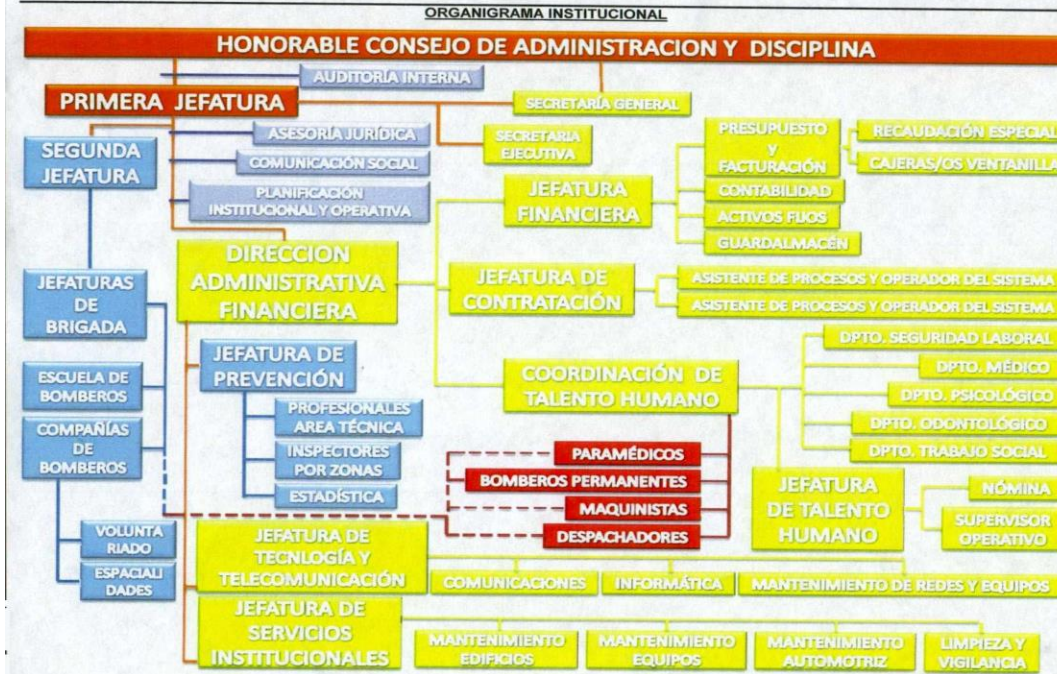 ORGANIGRAMA INSTITUCIONAL
HONORABLE CONSEJO DE ADMINISTRACION Y DISCIPLINA
AUDITORÍA INTERNA
PRIMERA JEFATURA
SECRETARÍA GENERAL
SEGUNDA
JEFATURA
ASESORÍA JURÍDICA
COMUNICACIÓN SOCIAL
PLANIFICACIÓN
INSTITUCIONAL Y OPERATIVA
SECRETARIA
EJECUTIVA
PRESUPUESTO
Y
FACTURACIÓN
RECAUDACIÓN ESPECIAL
CAJERAS/OS VENTANILLA
JEFATURA
FINANCIERA
CONTABILIDAD
ACTIVOS FIJOS
GUARDALMACÉN
DIRECCION
ADMINISTRATIVA
FINANCIERA
JEFATURA DE
CONTRATACIÓN
ASISTENTE DE PROCESOS Y OPERADOR DEL SISTEMA
ASISTENTE DE PROCESOS Y OPERADOR DEL SISTEMA
JEFATURAS
DE
BRIGADA
JEFATURA DE
PREVENCIÓN
COORDINACIÓN DE
TALENTO HUMANO
DPTO. SEGURIDAD LABORAL
DPTO. MÉDICO
DPTO. PSICOLÓGICO
DPTO. ODONTOLÓGICO
DPTO. TRABAJO SOCIAL
ESCUELA DE
BOMBEROS
COMPAÑÍAS
DE
BOMBEROS
PROFESIONALES
AREA TÉCNICA
INSPECTORES
POR ZONAS
ESTADÍSTICA
PARAMÉDICOS
BOMBEROS PERMANENTES
MAQUINISTAS
DESPACHADORES
JEFATURA
DE TALENTO
HUMANO
NÓMINA
SUPERVISOR
OPERATIVO
VOLUNTA
RIADO
ESPACIALI
DADES
JEFATURA DE
TECNLOGÍA Y
TELECOMUNICACIÓN
COMUNICACIONES
INFORMÁTICA
MANTENIMIENTO DE REDES Y EQUIPOS
JEFATURA DE
SERVICIOS
INSTITUCIONALES
MANTENIMIENTO
EDIFICIOS
MANTENIMIENTO
EQUIPOS
MANTENIMIENTO
AUTOMOTRIZ
LIMPIEZA Y
VIGILANCIA